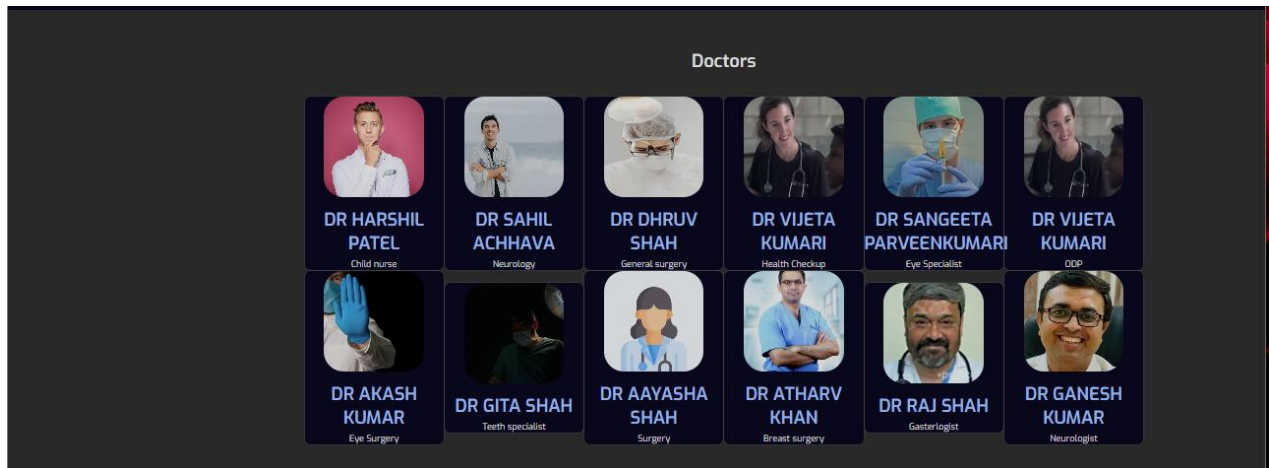 Doctors
DR HARSHIL
PATEL
Child nurse
DR SAHIL
ACHHAVA
Neurology
DR DHRUV
SHAH
General surgery
DR VIJETA
KUMARI
Health Checkup
DR SANGEETA
PARVEENKUMARI
Eye Specialist
DR VIJETA
KUMARI
ODP
DR AKASH
KUMAR
Eye Surgery
DR GITA SHAH
Teeth specialist
DR AAYASHA
SHAH
Surgery
DR ATHARV
KHAN
Breast surgery
DR RAJ SHAH
Gasterlogist
DR GANESH
KUMAR
Neurologist